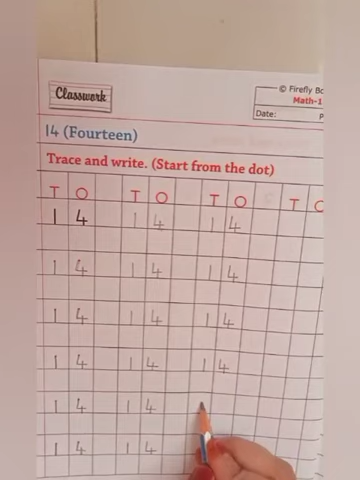 © Firefly Bo
Classwork
Math-1
Date:
14 (Fourteen)
Trace and write. (Start from the dot)
T O T O T O T O
1 4 1 4 1 4
1 4 1 4 1 4
1 4 1 4 1 4
1 4 1 4 1 4
1 4 1 4
1 4 1 4